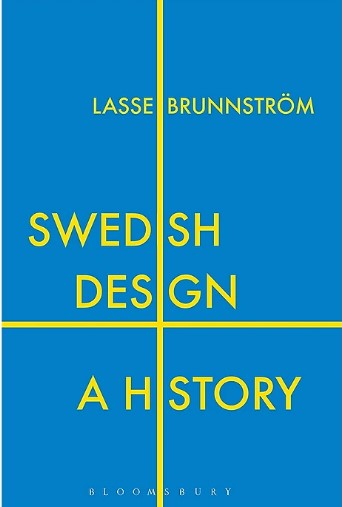 LASSE BRUNNSTRÖM
SWEDISH
DESIGN
A HISTORY
BLOOMSBURY